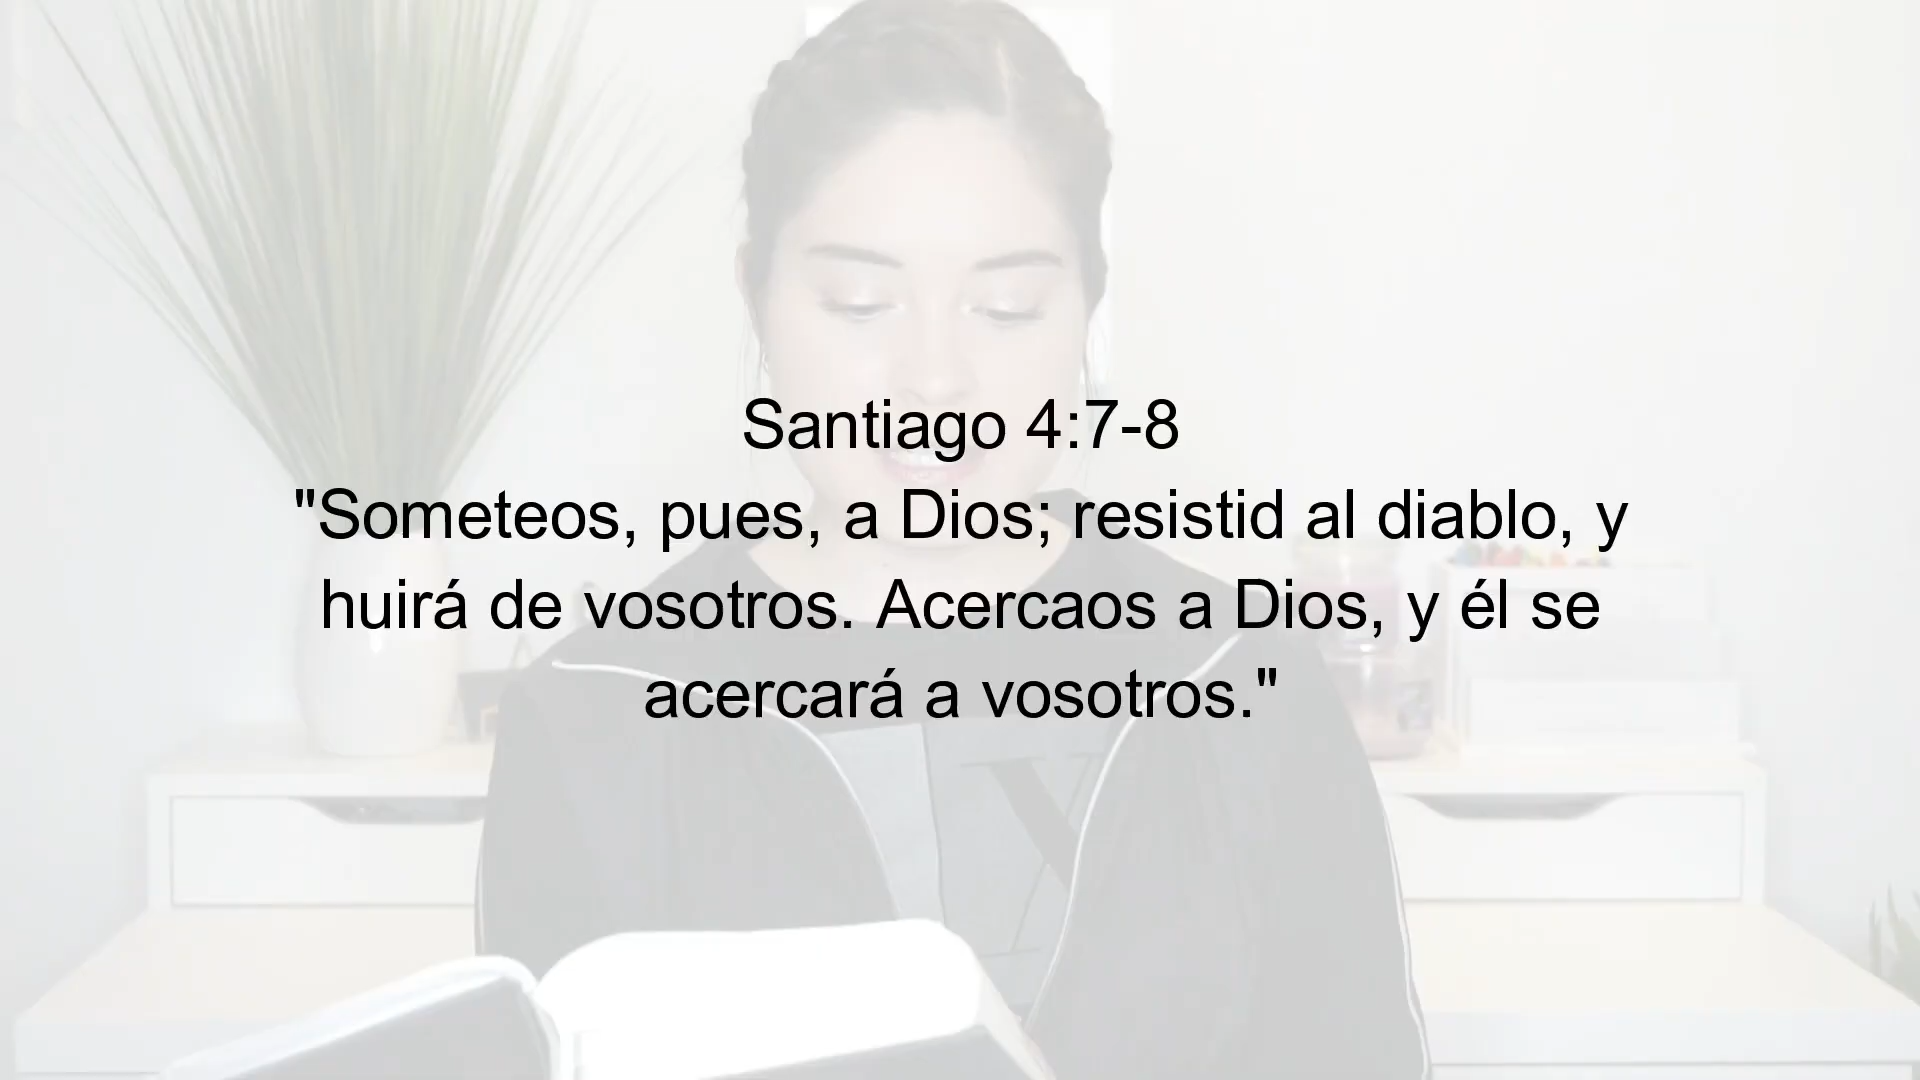 Santiago 4:7-8
"Someteos, pues, a Dios; resistid al diablo, y
huirá de vosotros. Acercaos a Dios, y él se
acercará a vosotros."